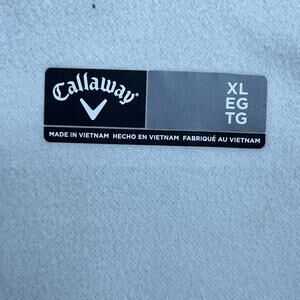 Callaway
XL
EG
TG
MADE IN VIETNAM HECHO EN VIETNAM FABRIQUÉ AU VIETNAM